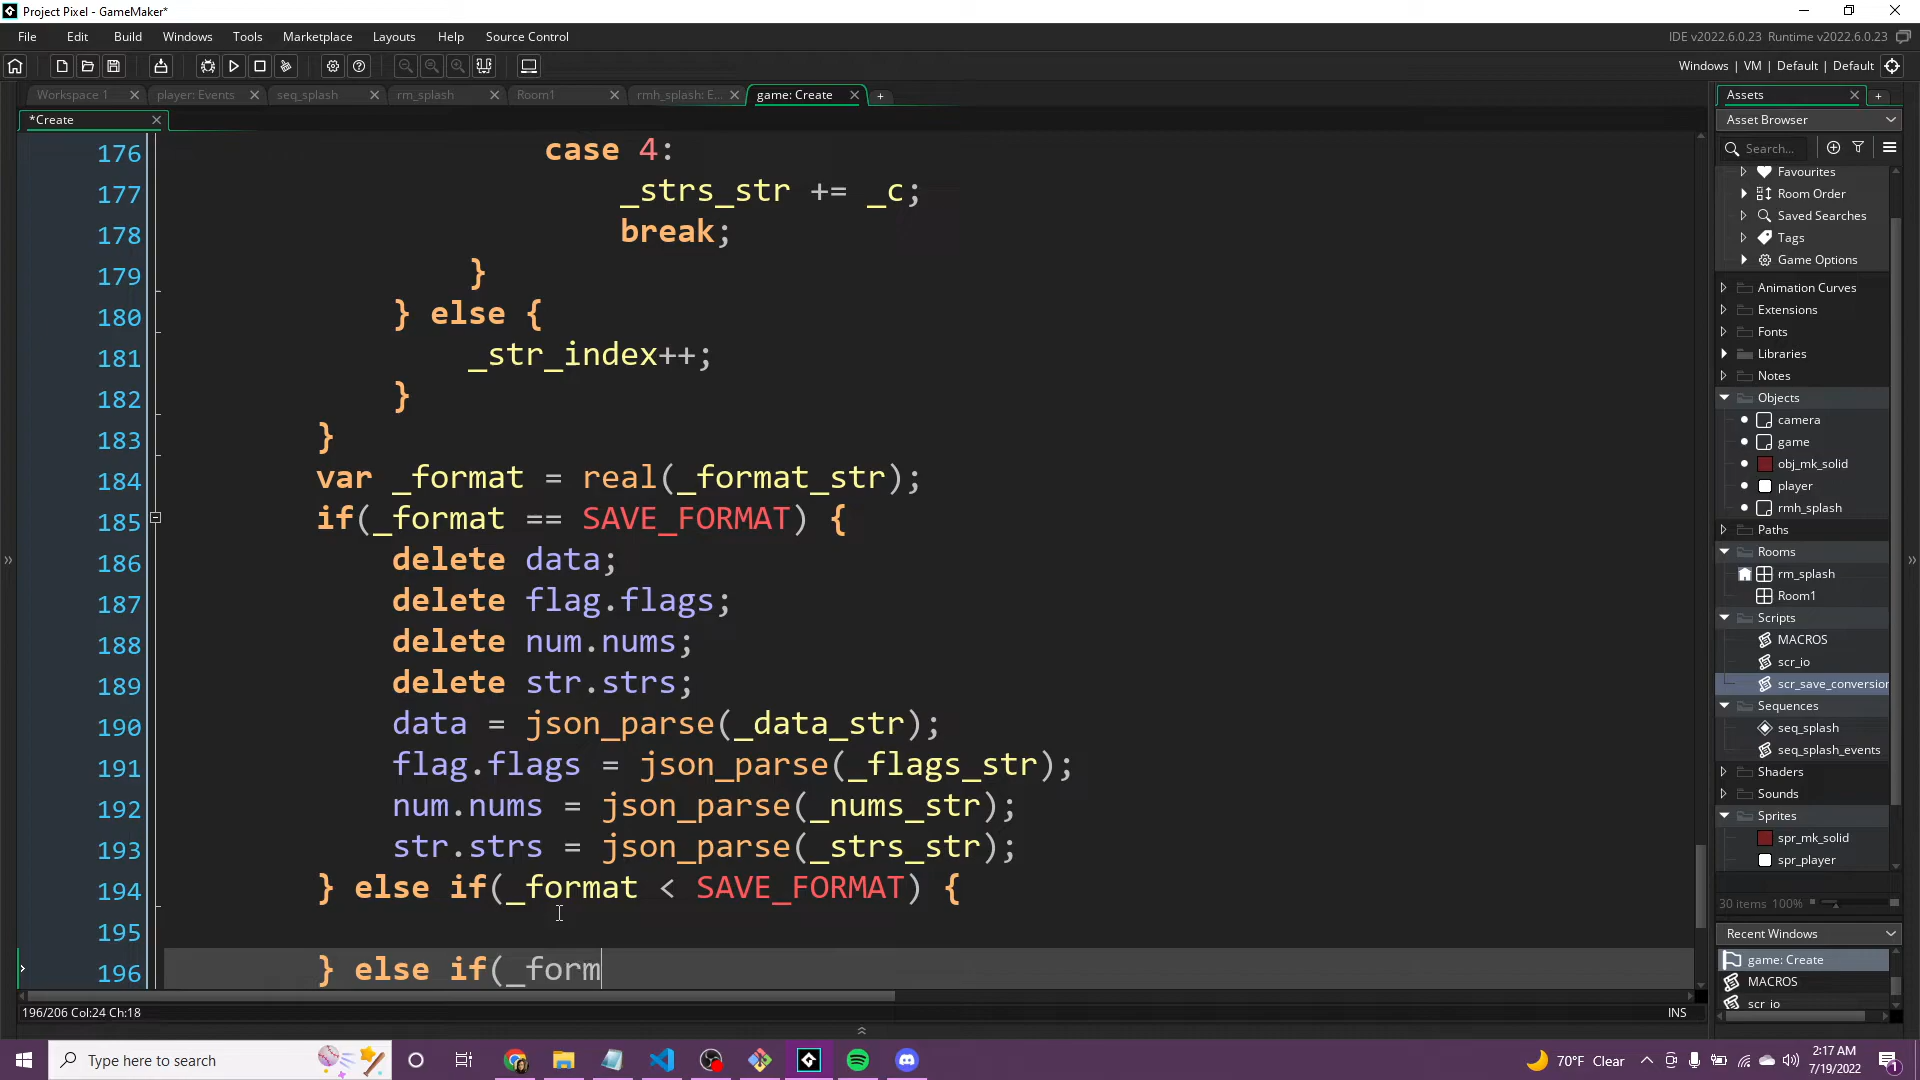 Project Pixel - GameMaker*
File Edit Build Windows Tools Marketplace Layouts Help Source Control
IDE v2022.6.0.23 Runtime v2022.6.0.23
Windows | VM | Default | Default
Workspace 1 player: Events seq_splash rm_splash Room1 rmh_splash: E... game: Create
*Create
176 case 4:
177 _strs_str += _c;
178 break;
179 }
180 } else {
181 _str_index++;
182 }
183 }
184 var _format = real(_format_str);
185 if(_format == SAVE_FORMAT) {
186 delete data;
187 delete flag.flags;
188 delete num.nums;
189 delete str.strs;
190 data = json_parse(_data_str);
191 flag.flags = json_parse(_flags_str);
192 num.nums = json_parse(_nums_str);
193 str.strs = json_parse(_strs_str);
194 } else if(_format < SAVE_FORMAT) {
195
196 } else if(_form
196/206 Col:24 Ch:18
INS
Assets
Asset Browser
Search...
Favourites
Room Order
Saved Searches
Tags
Game Options
Animation Curves
Extensions
Fonts
Libraries
Notes
Objects
camera
game
obj_mk_solid
player
rmh_splash
Paths
Rooms
rm_splash
Room1
Scripts
MACROS
scr_io
scr_save_conversion
Sequences
seq_splash
seq_splash_events
Shaders
Sounds
Sprites
spr_mk_solid
spr_player
30 items 100%
Recent Windows
game: Create
MACROS
scr_io
Type here to search
70°F Clear
2:17 AM
7/19/2022
1